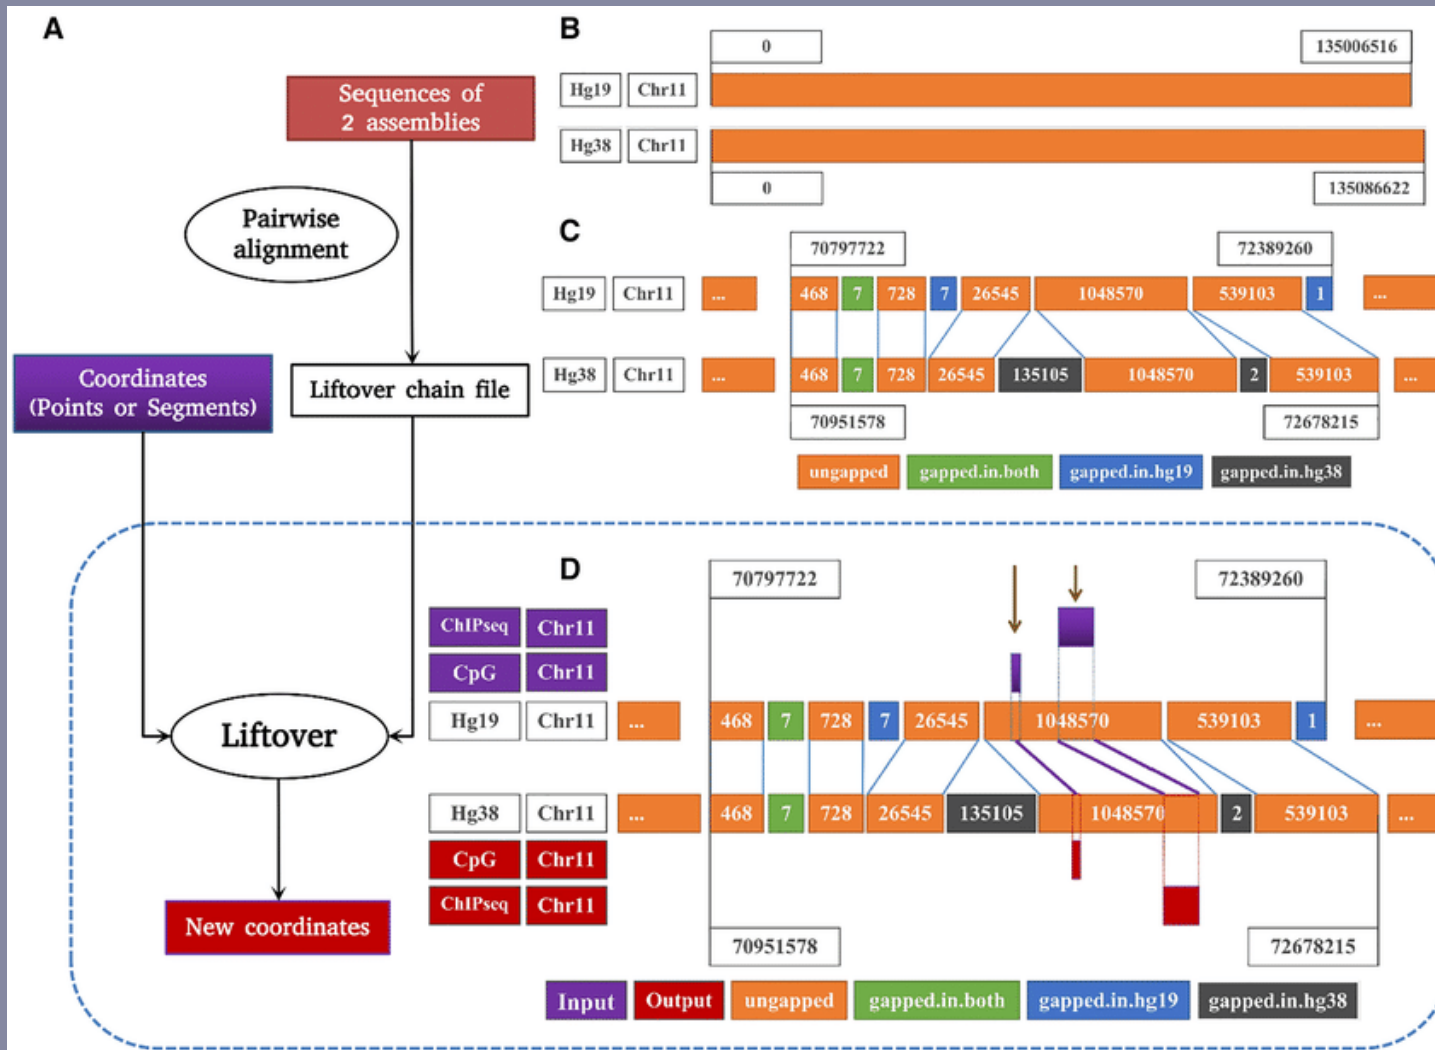 A
Sequences of
2 assemblies
Pairwise
alignment
Coordinates
(Points or Segments)
Liftover chain file
Liftover
New coordinates
B
0
135006516
Hg19 Chr11
Hg38 Chr11
0
135086622
C
70797722
72389260
Hg19 Chr11 ... 468 7 728 7 26545 1048570 539103 1 ...
Hg38 Chr11 ... 468 7 728 26545 135105 1048570 2 539103 ...
70951578
72678215
ungapped gapped.in.both gapped.in.hg19 gapped.in.hg38
D
70797722
72389260
ChIPseq Chr11
CpG Chr11
Hg19 Chr11 ... 468 7 728 7 26545 1048570 539103 1 ...
Hg38 Chr11 ... 468 7 728 26545 135105 1048570 2 539103 ...
CpG Chr11
ChIPseq Chr11
70951578
72678215
Input Output ungapped gapped.in.both gapped.in.hg19 gapped.in.hg38